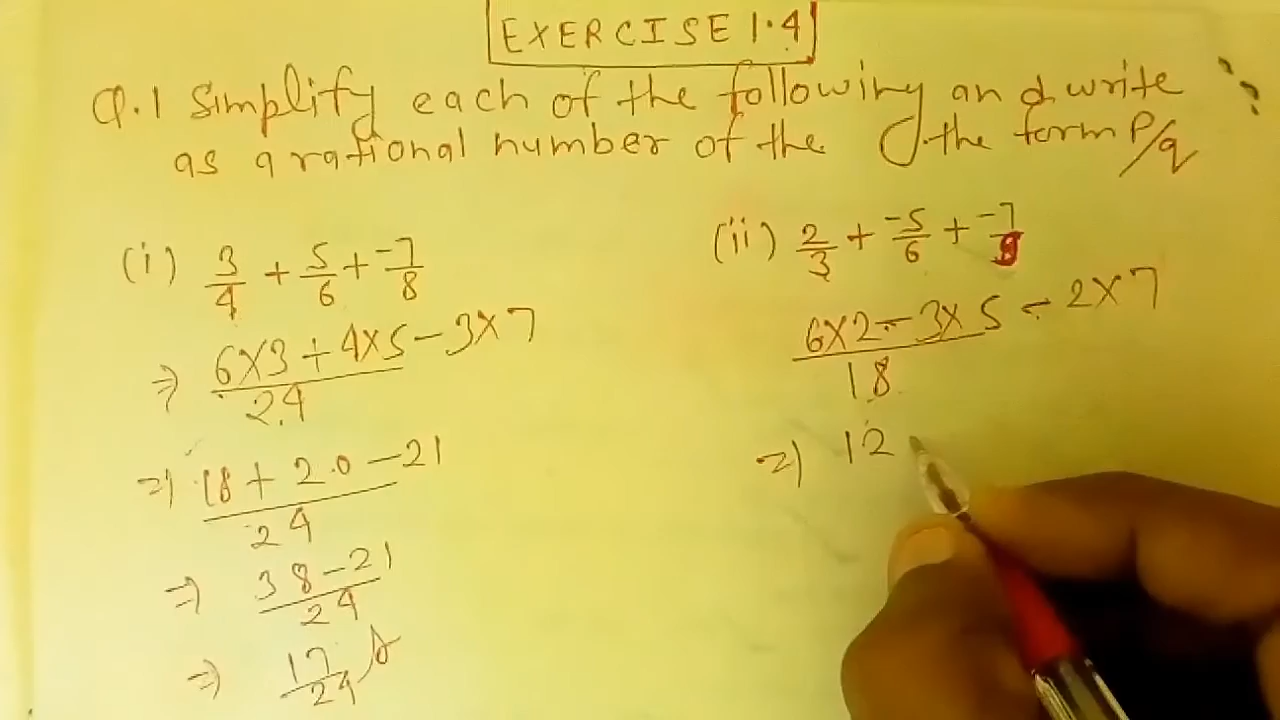 EXERCISE 1.4
Q.1 Simplify each of the following and write
as a rational number of the the form P/q
(i) 3/4 + 5/6 + -7/8
⇒ 6×3 + 4×5 - 3×7 / 24
⇒ 18 + 20 - 21 / 24
⇒ 38 - 21 / 24
⇒ 17/24
(ii) 2/3 + -5/6 + -7/9
6×2 - 3×5 - 2×7 / 18
⇒ 12